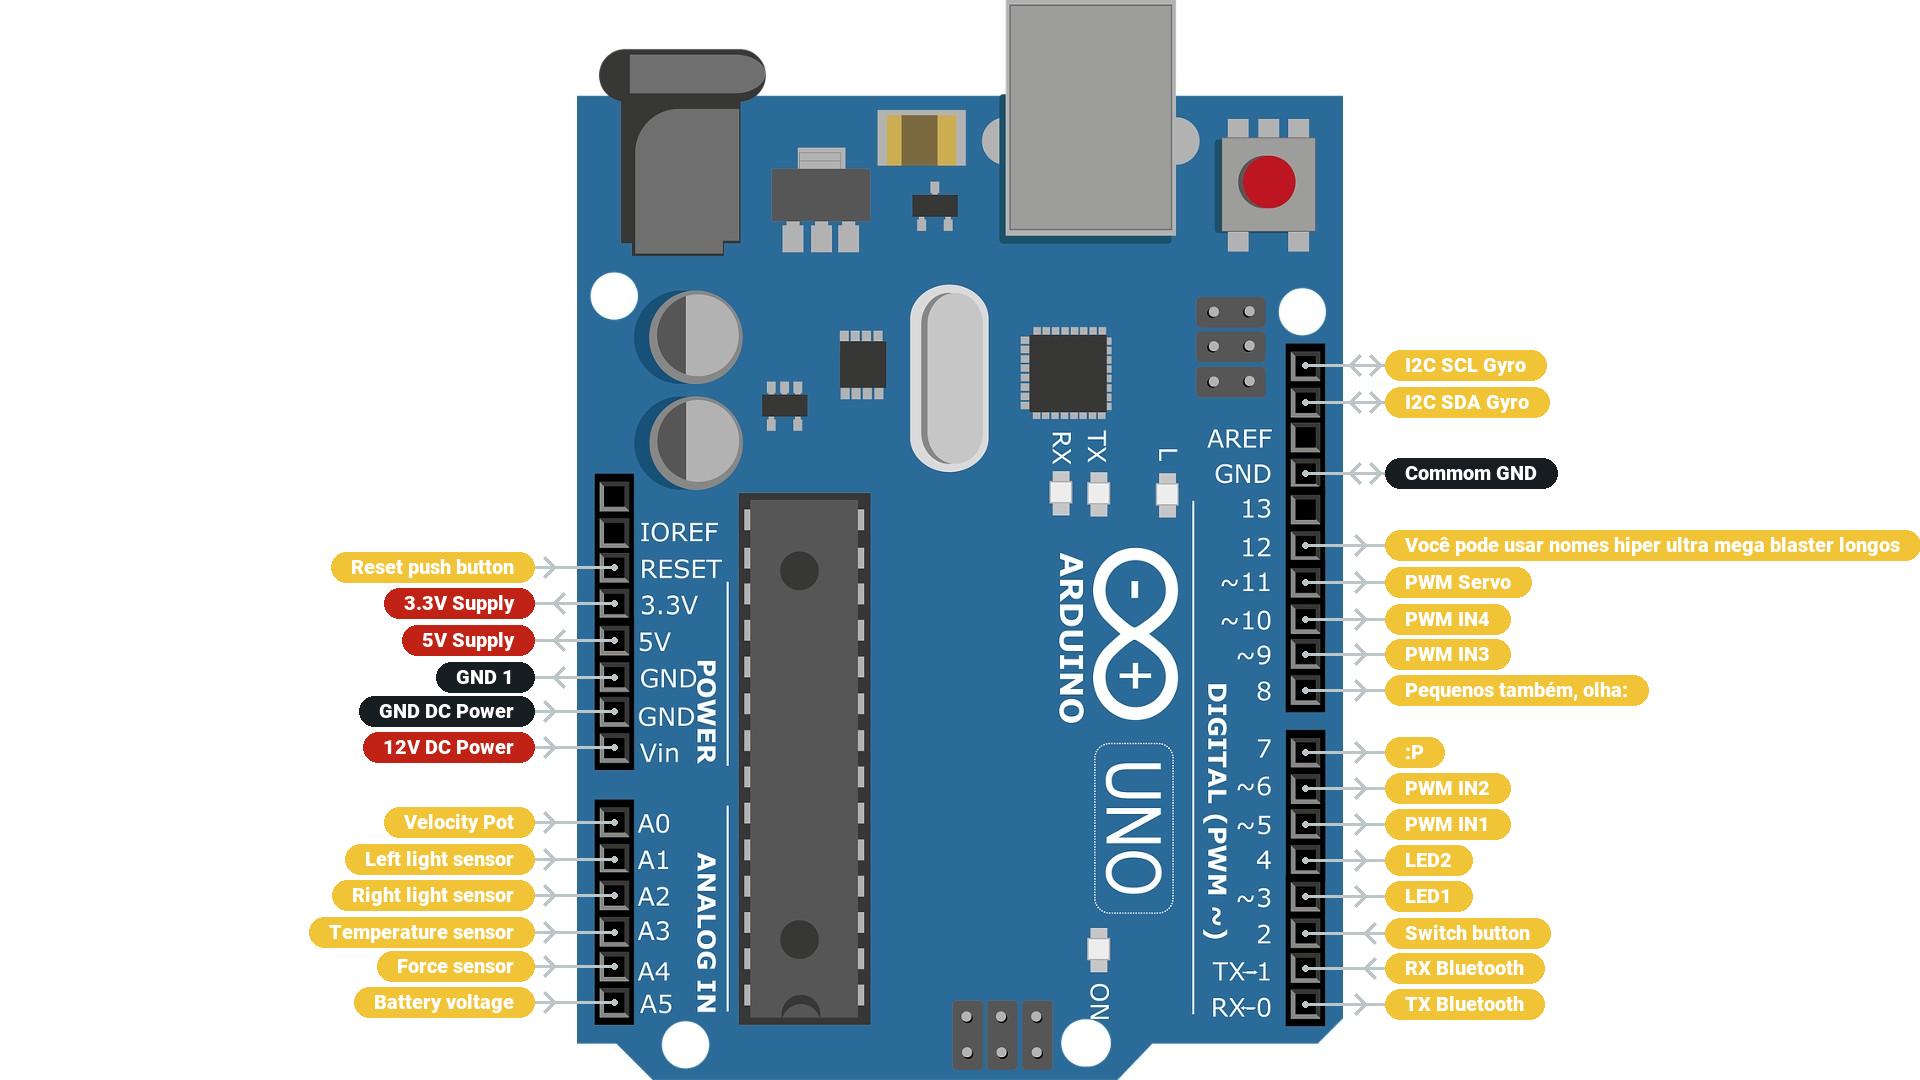 I2C SCL Gyro
I2C SDA Gyro
AREF
GND
Commom GND
13
12
Você pode usar nomes hiper ultra mega blaster longos
~11
PWM Servo
~10
PWM IN4
~9
PWM IN3
8
Pequenos também, olha:
7
:P
~6
PWM IN2
~5
PWM IN1
4
LED2
~3
LED1
2
Switch button
TX→1
RX Bluetooth
RX←0
TX Bluetooth
DIGITAL (PWM ~)
RX
TX
L
ARDUINO
UNO
ON
IOREF
Reset push button
RESET
3.3V Supply
3.3V
5V Supply
5V
GND 1
GND
GND DC Power
GND
12V DC Power
Vin
POWER
Velocity Pot
A0
Left light sensor
A1
Right light sensor
A2
Temperature sensor
A3
Force sensor
A4
Battery voltage
A5
ANALOG IN